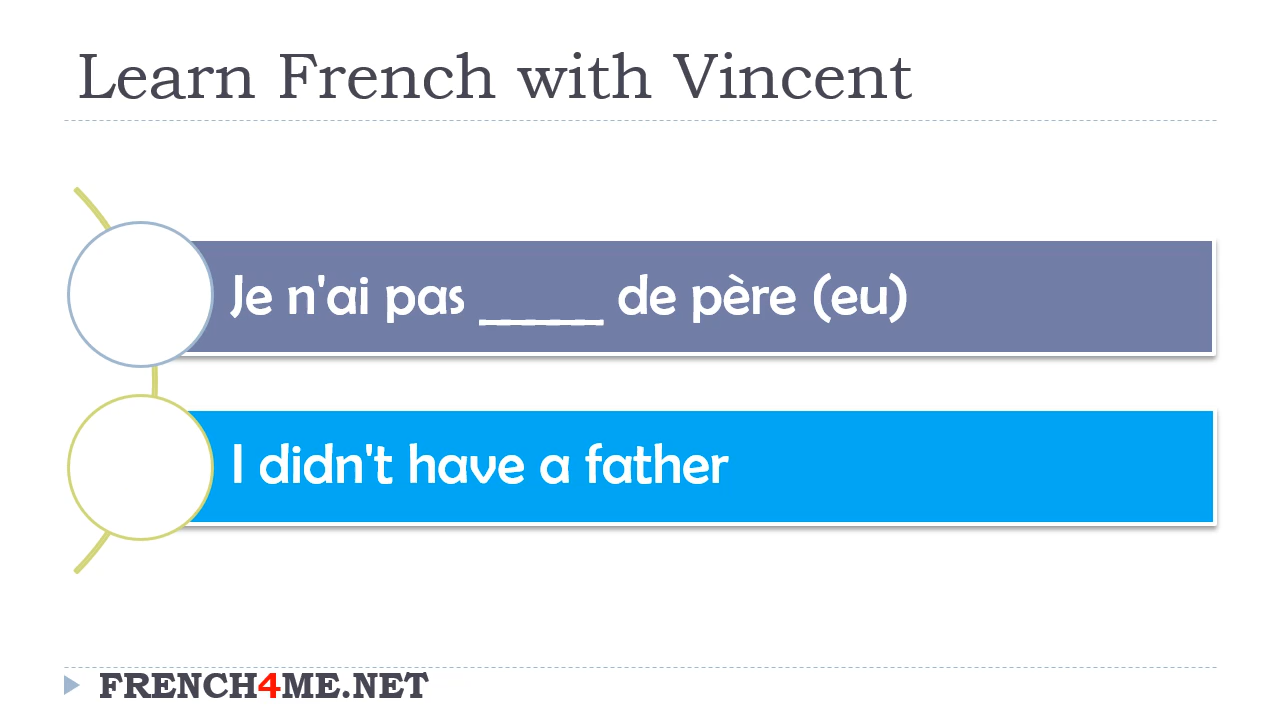 Learn French with Vincent
Je n'ai pas _____ de père (eu)
I didn't have a father
FRENCH4ME.NET